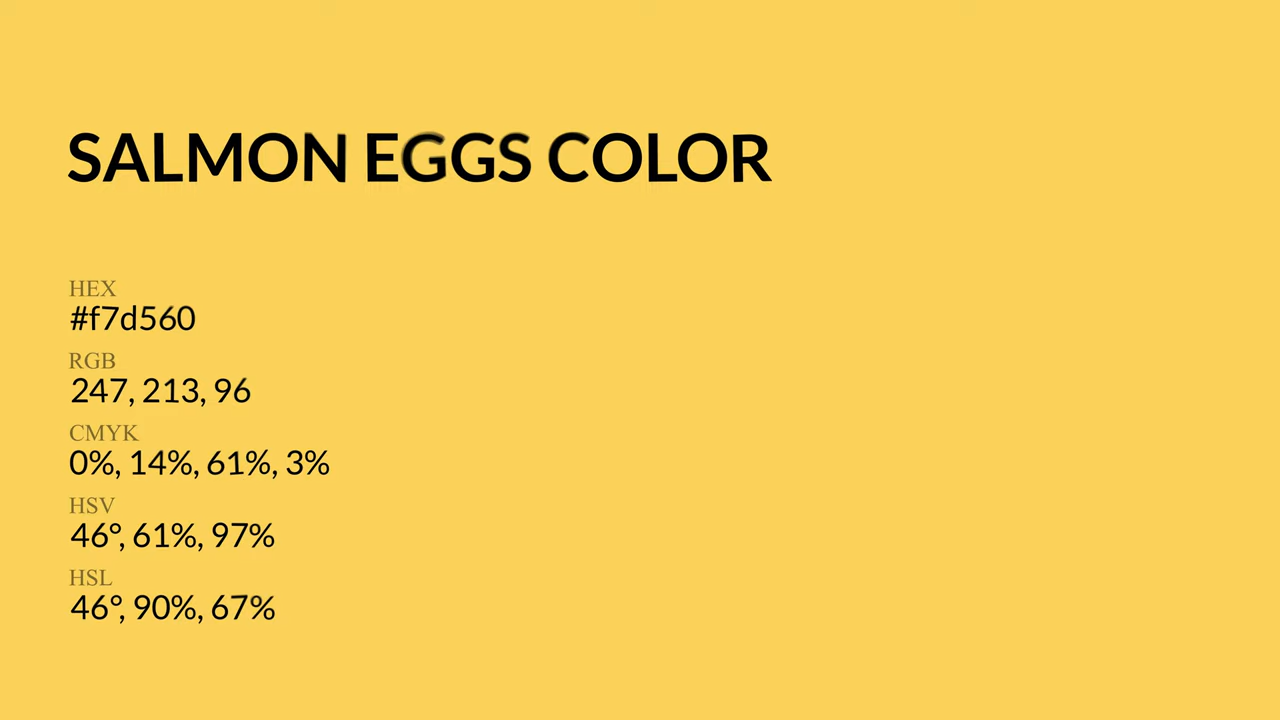 SALMON EGGS COLOR
HEX
#f7d560
RGB
247, 213, 96
CMYK
0%, 14%, 61%, 3%
HSV
46°, 61%, 97%
HSL
46°, 90%, 67%